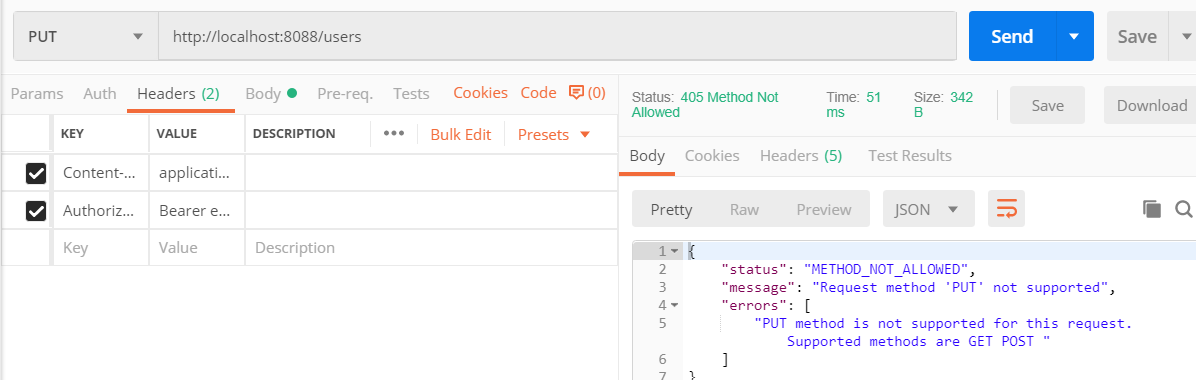 PUT
http://localhost:8088/users
Send
Save
Params Auth Headers (2) Body Pre-req. Tests Cookies Code (0)
KEY VALUE DESCRIPTION ••• Bulk Edit Presets
Content-... applicati...
Authoriz... Bearer e...
Key Value Description
Status: 405 Method Not Allowed
Time: 51 ms
Size: 342 B
Save
Download
Body Cookies Headers (5) Test Results
Pretty Raw Preview JSON
1 {
2 "status": "METHOD_NOT_ALLOWED",
3 "message": "Request method 'PUT' not supported",
4 "errors": [
5 "PUT method is not supported for this request.
Supported methods are GET POST "
6 ]
7 }